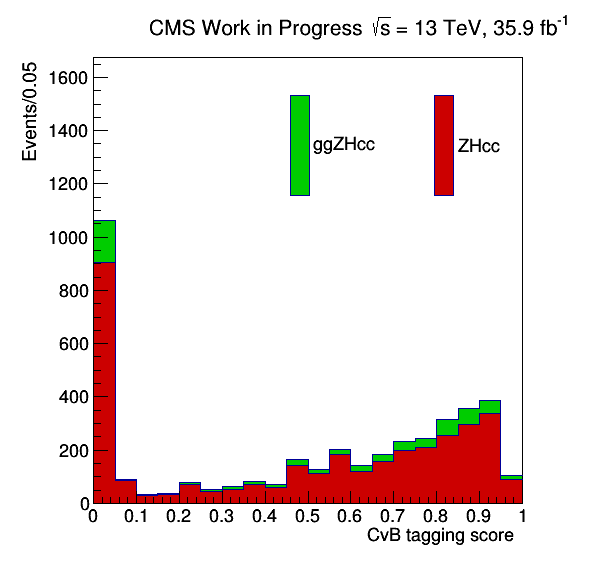 CMS Work in Progress √s = 13 TeV, 35.9 fb⁻¹
Events/0.05
1600
1400
1200
1000
800
600
400
200
0
ggZHcc
ZHcc
0 0.1 0.2 0.3 0.4 0.5 0.6 0.7 0.8 0.9 1
CvB tagging score